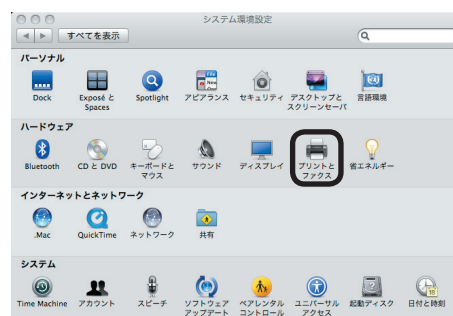 システム環境設定
すべてを表示
パーソナル
Dock
Exposé と
Spaces
Spotlight
アピアランス
セキュリティ
デスクトップと
スクリーンセーバ
言語環境
ハードウェア
Bluetooth
CD と DVD
キーボードと
マウス
サウンド
ディスプレイ
プリントと
ファクス
省エネルギー
インターネットとネットワーク
.Mac
QuickTime
ネットワーク
共有
システム
Time Machine
アカウント
スピーチ
ソフトウェア
アップデート
ペアレンタル
コントロール
ユニバーサル
アクセス
起動ディスク
日付と時刻